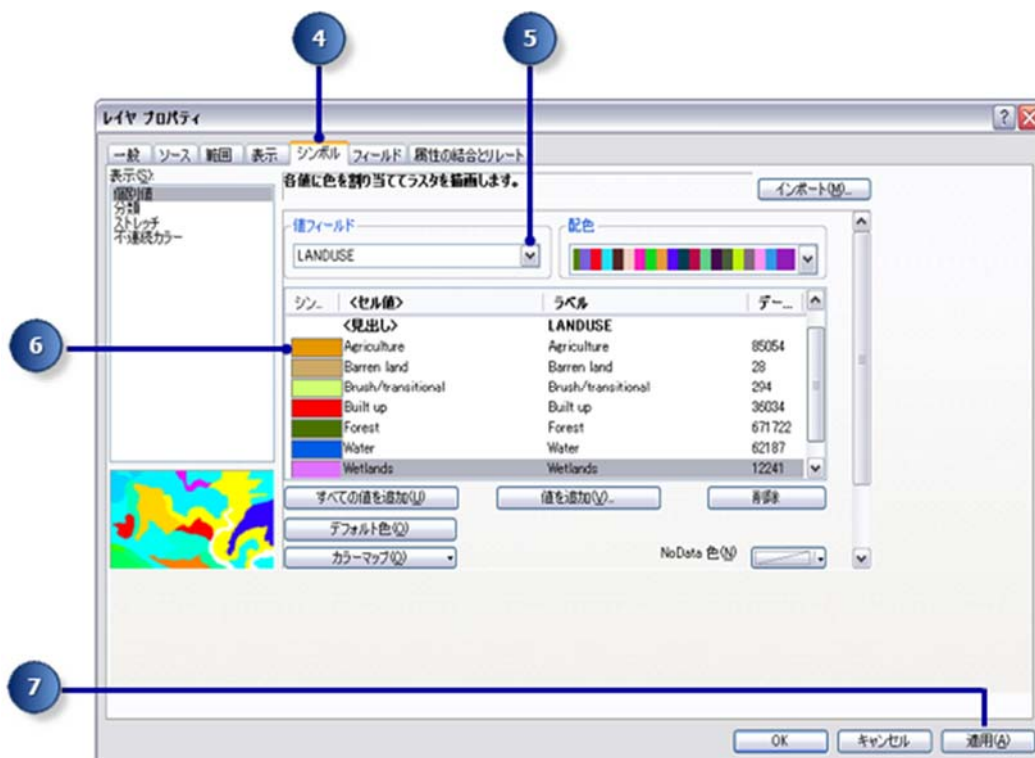 4
5
レイヤ プロパティ
一般 ソース 範囲 表示 シンボル フィールド 属性の結合とリレート
表示(S):
個別値
分類
ストレッチ
不連続カラー
各値に色を割り当ててラスタを描画します。
インポート(M)...
値フィールド
LANDUSE
配色
シン... <セル値> ラベル デー...
<見出し> LANDUSE
6
Agriculture Agriculture 85054
Barren land Barren land 28
Brush/transitional Brush/transitional 294
Built up Built up 36034
Forest Forest 671722
Water Water 62187
Wetlands Wetlands 12241
すべての値を追加(U) 値を追加(V)... 削除
デフォルト色(O)
カラーマップ(O) NoData 色(N)
7
OK キャンセル 適用(A)